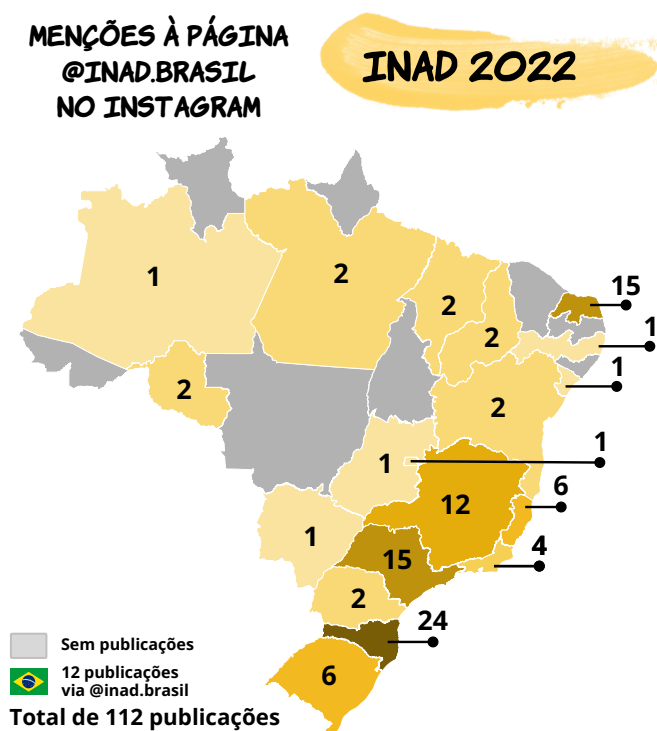 MENÇÕES À PÁGINA
@INAD.BRASIL
NO INSTAGRAM
INAD 2022
1
2
2
2
15
1
1
2
2
1
1
12
6
4
1
15
2
24
6
Sem publicações
12 publicações
via @inad.brasil
Total de 112 publicações